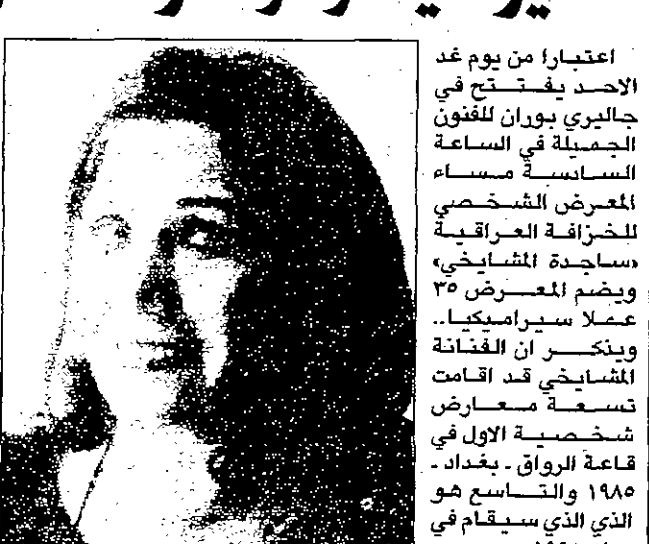 اعتبارا من يوم غد
الاحد يفتتح في
جاليري بوران للفنون
الجميلة في الساعة
السادسة مساء
المعرض الشخصي
للخزافة العراقية
«ساجدة المشايخي»
ويضم المعرض ٣٥
عملا سيراميكيا..
ويذكر ان الفنانة
المشايخي قد اقامت
تسعة معارض
شخصية الاول في
قاعة الرواق ـ بغداد ـ
١٩٨٥ والتاسع هو
الذي الذي سيقام في